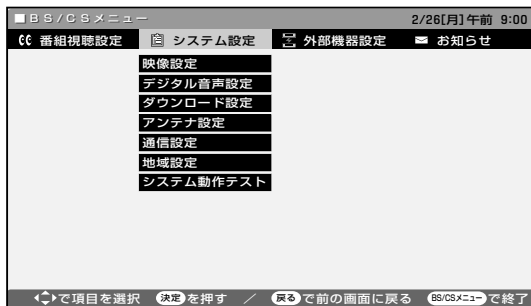 BS/CSメニュー 2/26[月]午前 9:00
番組視聴設定 システム設定 外部機器設定 お知らせ
映像設定
デジタル音声設定
ダウンロード設定
アンテナ設定
通信設定
地域設定
システム動作テスト
で項目を選択 決定を押す / 戻るで前の画面に戻る BS/CSメニューで終了